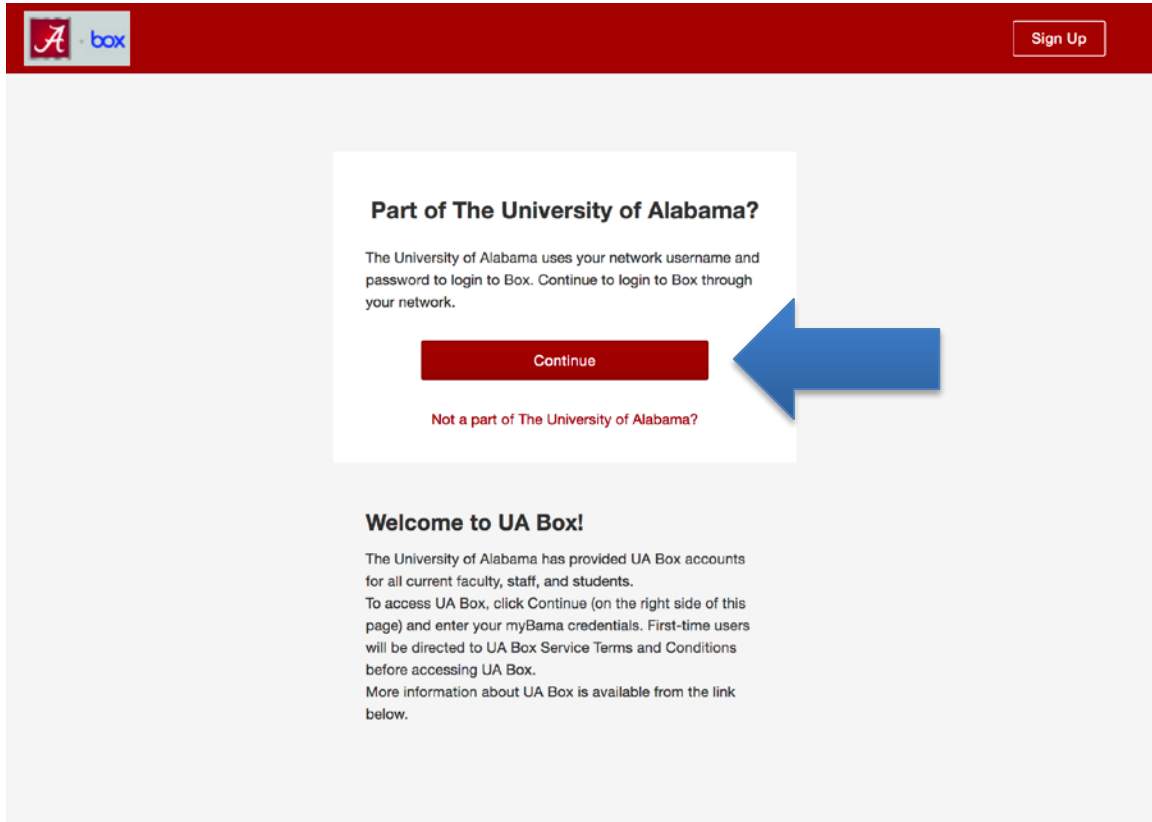 A box
Sign Up
Part of The University of Alabama?
The University of Alabama uses your network username and
password to login to Box. Continue to login to Box through
your network.
Continue
Not a part of The University of Alabama?
Welcome to UA Box!
The University of Alabama has provided UA Box accounts
for all current faculty, staff, and students.
To access UA Box, click Continue (on the right side of this
page) and enter your myBama credentials. First-time users
will be directed to UA Box Service Terms and Conditions
before accessing UA Box.
More information about UA Box is available from the link
below.